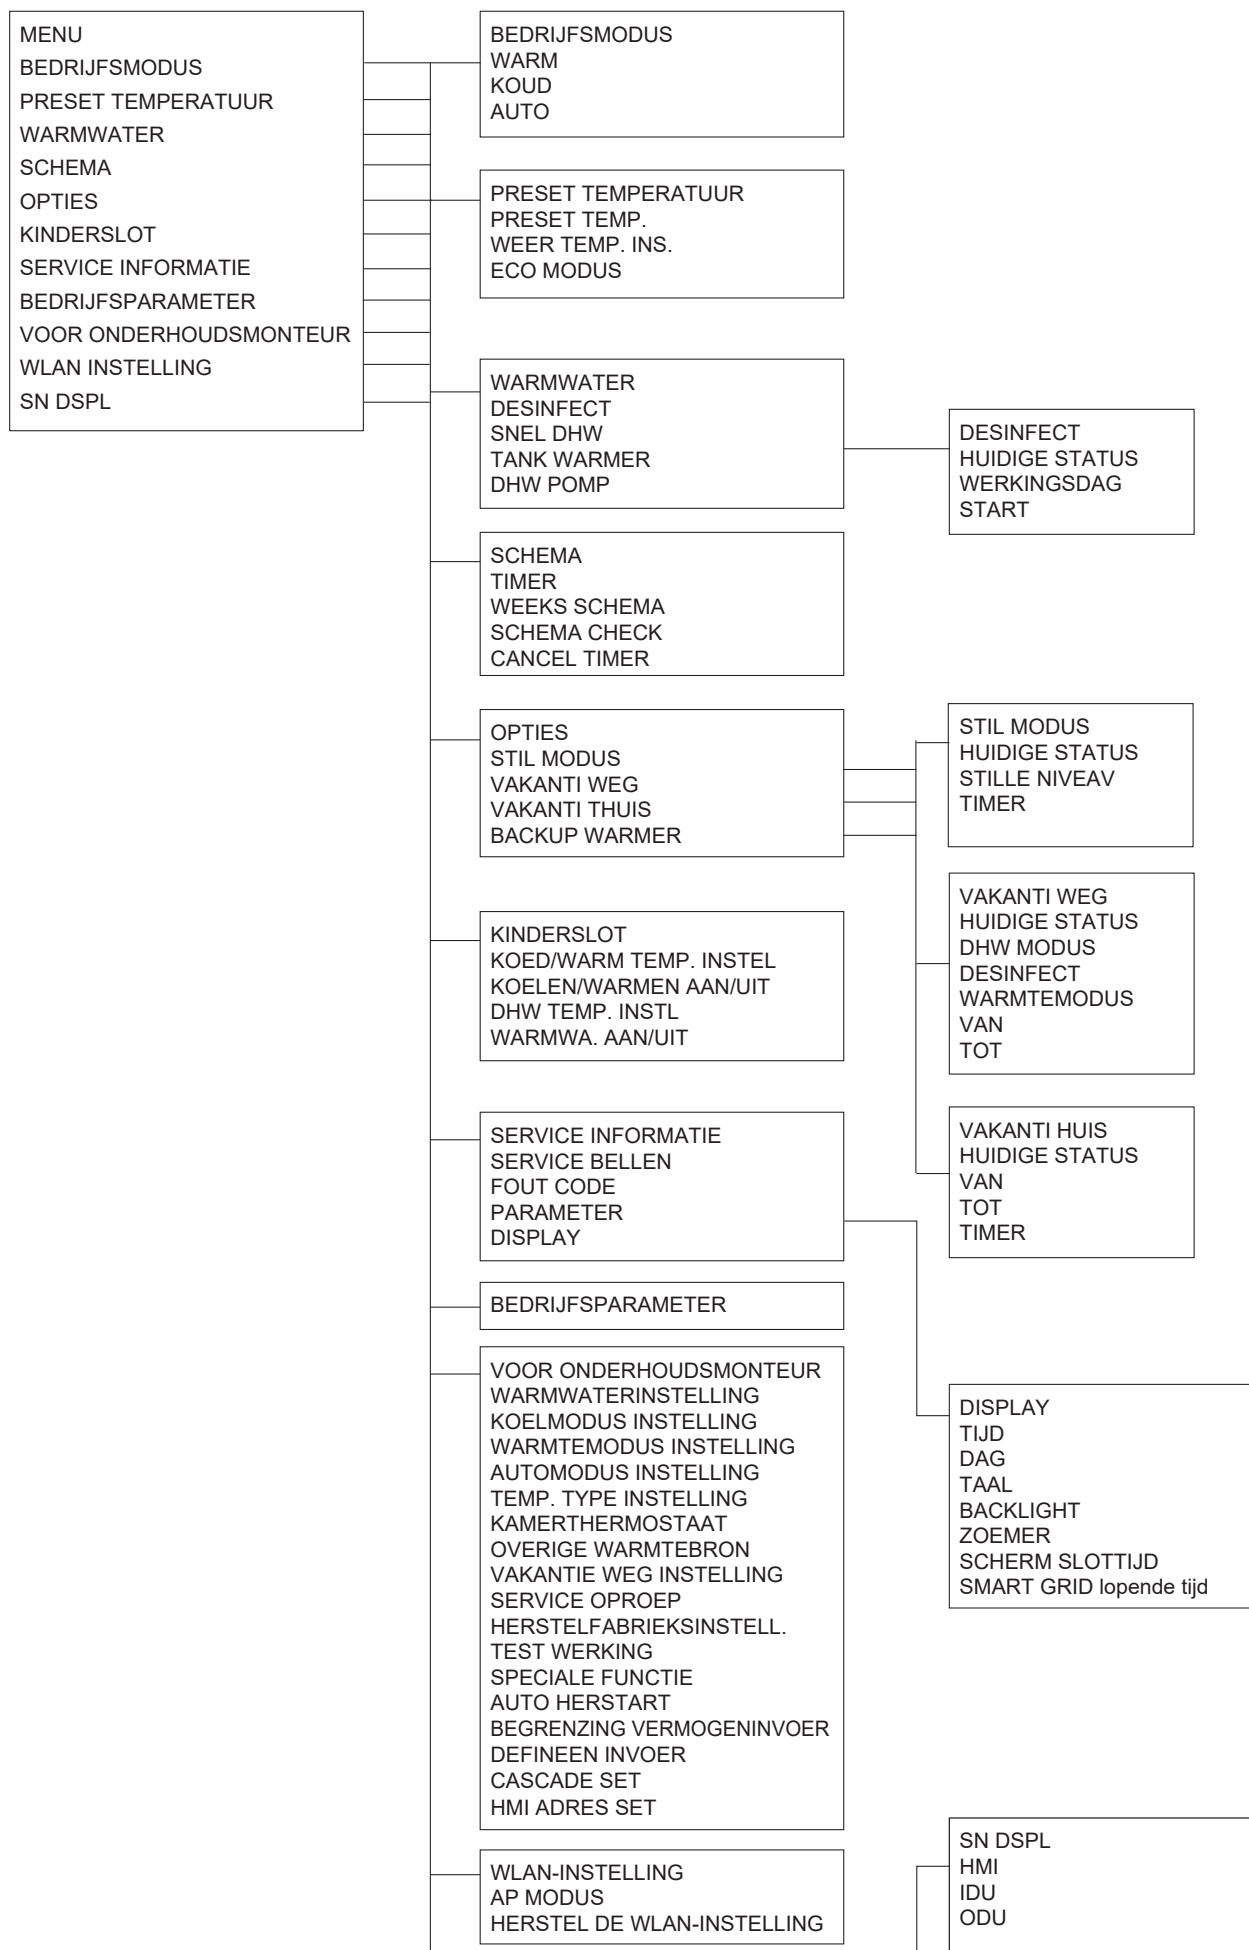 MENU
BEDRIJFSMODUS
PRESET TEMPERATUUR
WARMWATER
SCHEMA
OPTIES
KINDERSLOT
SERVICE INFORMATIE
BEDRIJFSPARAMETER
VOOR ONDERHOUDSMONTEUR
WLAN INSTELLING
SN DSPL
BEDRIJFSMODUS
WARM
KOUD
AUTO
PRESET TEMPERATUUR
PRESET TEMP.
WEER TEMP. INS.
ECO MODUS
WARMWATER
DESINFECT
SNEL DHW
TANK WARMER
DHW POMP
DESINFECT
HUIDIGE STATUS
WERKINGSDAG
START
SCHEMA
TIMER
WEEKS SCHEMA
SCHEMA CHECK
CANCEL TIMER
OPTIES
STIL MODUS
VAKANTI WEG
VAKANTI THUIS
BACKUP WARMER
STIL MODUS
HUIDIGE STATUS
STILLE NIVEAV
TIMER
VAKANTI WEG
HUIDIGE STATUS
DHW MODUS
DESINFECT
WARMTEMODUS
VAN
TOT
VAKANTI HUIS
HUIDIGE STATUS
VAN
TOT
TIMER
KINDERSLOT
KOED/WARM TEMP. INSTEL
KOELEN/WARMEN AAN/UIT
DHW TEMP. INSTL
WARMWA. AAN/UIT
SERVICE INFORMATIE
SERVICE BELLEN
FOUT CODE
PARAMETER
DISPLAY
DISPLAY
TIJD
DAG
TAAL
BACKLIGHT
ZOEMER
SCHERM SLOTTIJD
SMART GRID lopende tijd
BEDRIJFSPARAMETER
VOOR ONDERHOUDSMONTEUR
WARMWATERINSTELLING
KOELMODUS INSTELLING
WARMTEMODUS INSTELLING
AUTOMODUS INSTELLING
TEMP. TYPE INSTELLING
KAMERTHERMOSTAAT
OVERIGE WARMTEBRON
VAKANTIE WEG INSTELLING
SERVICE OPROEP
HERSTELFABRIEKSINSTELL.
TEST WERKING
SPECIALE FUNCTIE
AUTO HERSTART
BEGRENZING VERMOGENINVOER
DEFINEEN INVOER
CASCADE SET
HMI ADRES SET
WLAN-INSTELLING
AP MODUS
HERSTEL DE WLAN-INSTELLING
SN DSPL
HMI
IDU
ODU